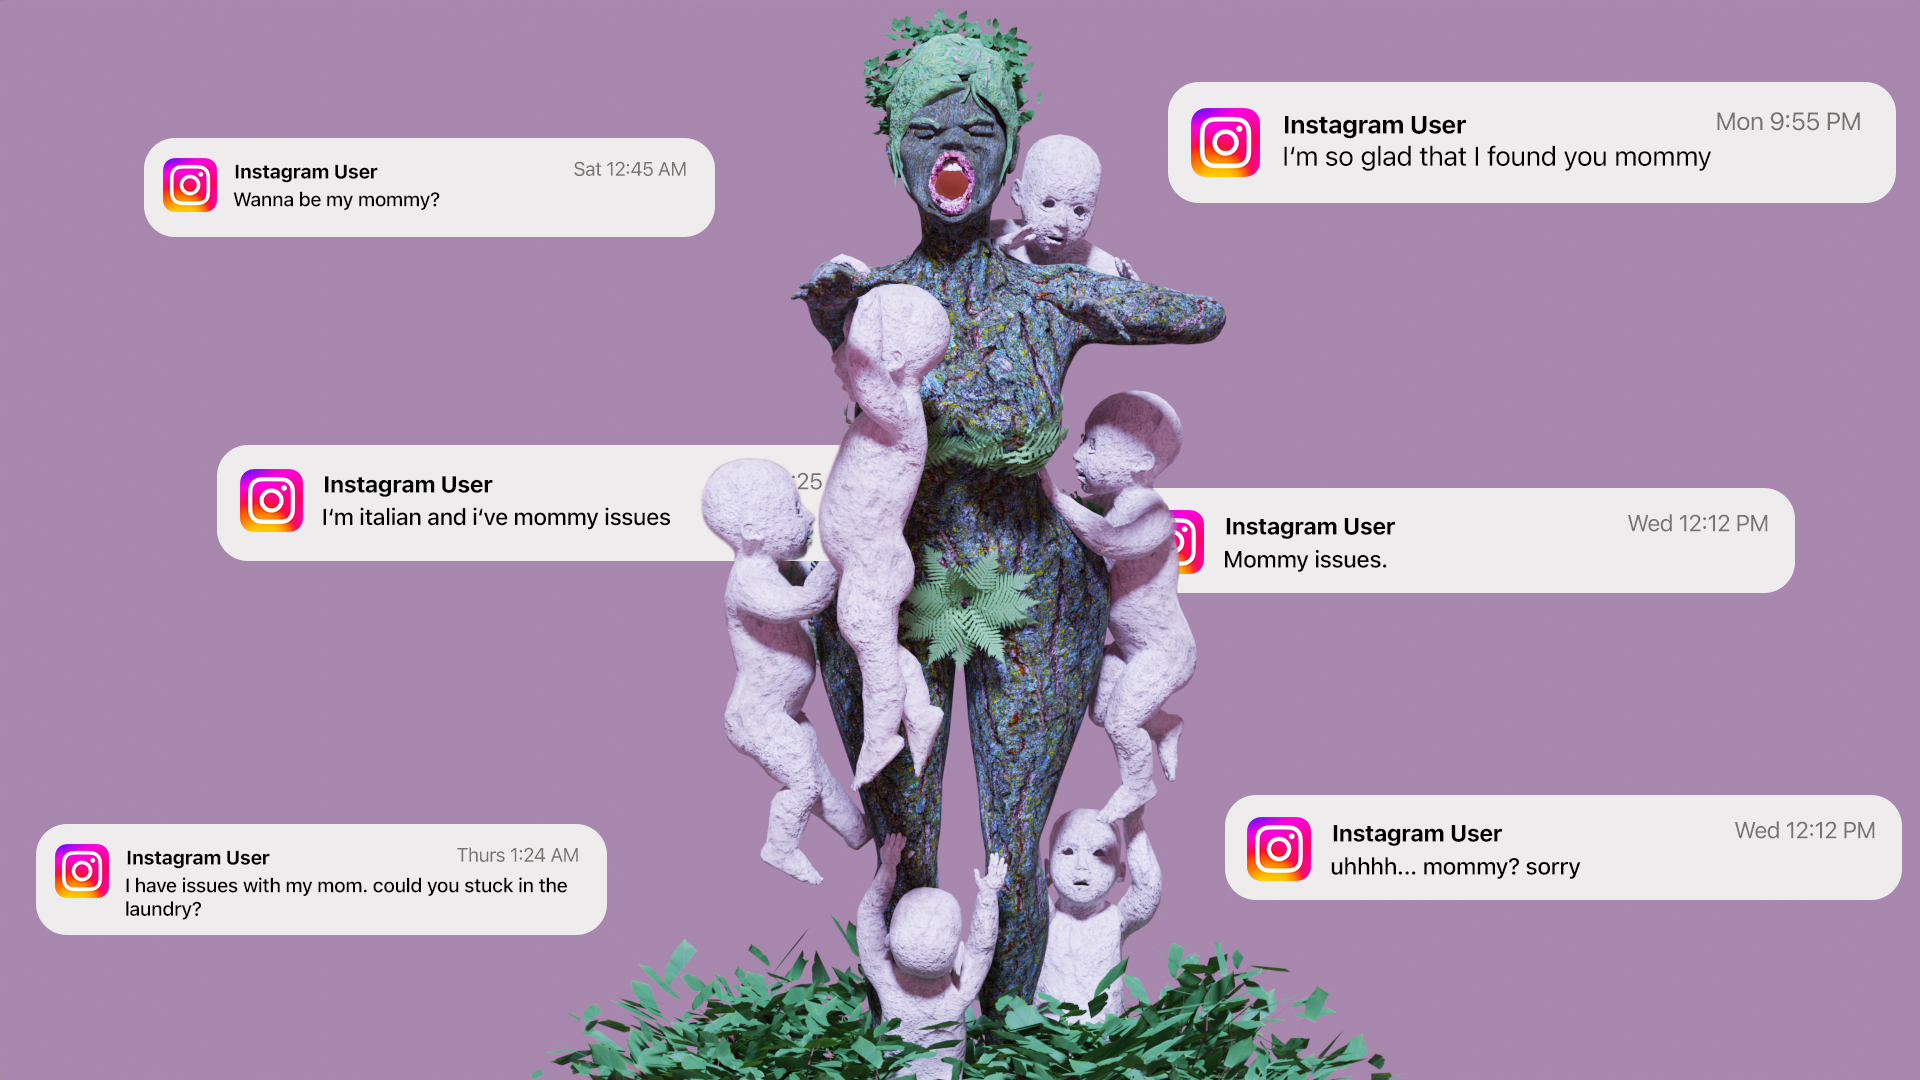 Instagram User
Sat 12:45 AM
Wanna be my mommy?
Instagram User
Mon 9:55 PM
I'm so glad that I found you mommy
Instagram User
:25
I'm italian and i've mommy issues
Instagram User
Wed 12:12 PM
Mommy issues.
Instagram User
Thurs 1:24 AM
I have issues with my mom. could you stuck in the
laundry?
Instagram User
Wed 12:12 PM
uhhhh... mommy? sorry